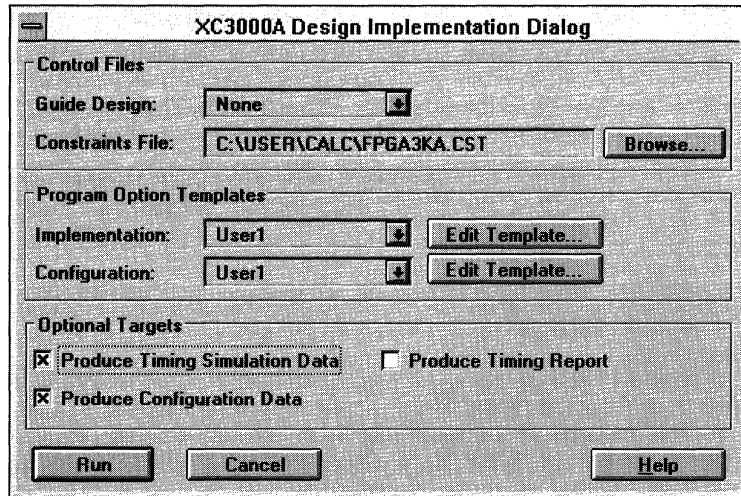 XC3000A Design Implementation Dialog
Control Files
Guide Design: None
Constraints File: C:\USER\CALC\FPGA3KA.CST Browse...
Program Option Templates
Implementation: User1 Edit Template...
Configuration: User1 Edit Template...
Optional Targets
Produce Timing Simulation Data Produce Timing Report
Produce Configuration Data
Run Cancel Help